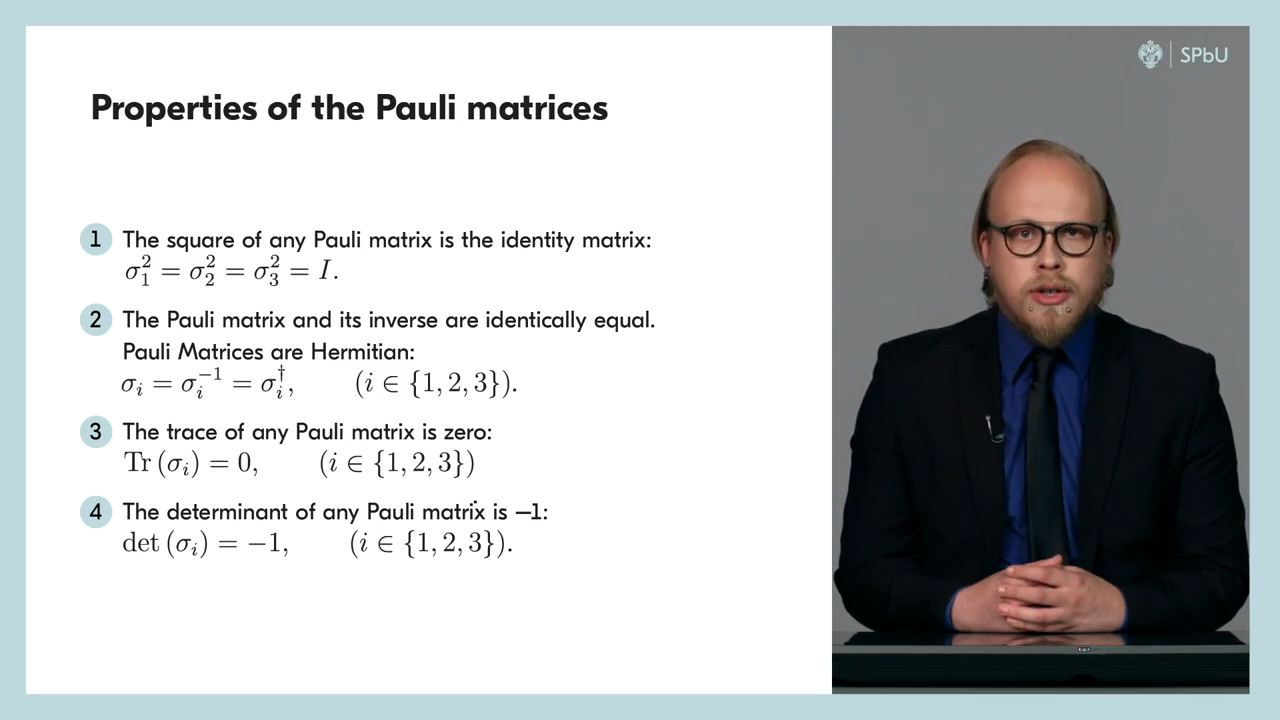 SPbU
Properties of the Pauli matrices
1 The square of any Pauli matrix is the identity matrix:
σ₁² = σ₂² = σ₃² = I.
2 The Pauli matrix and its inverse are identically equal.
Pauli Matrices are Hermitian:
σᵢ = σᵢ⁻¹ = σᵢ†, (i ∈ {1, 2, 3}).
3 The trace of any Pauli matrix is zero:
Tr (σᵢ) = 0, (i ∈ {1, 2, 3})
4 The determinant of any Pauli matrix is –1:
det (σᵢ) = −1, (i ∈ {1, 2, 3}).